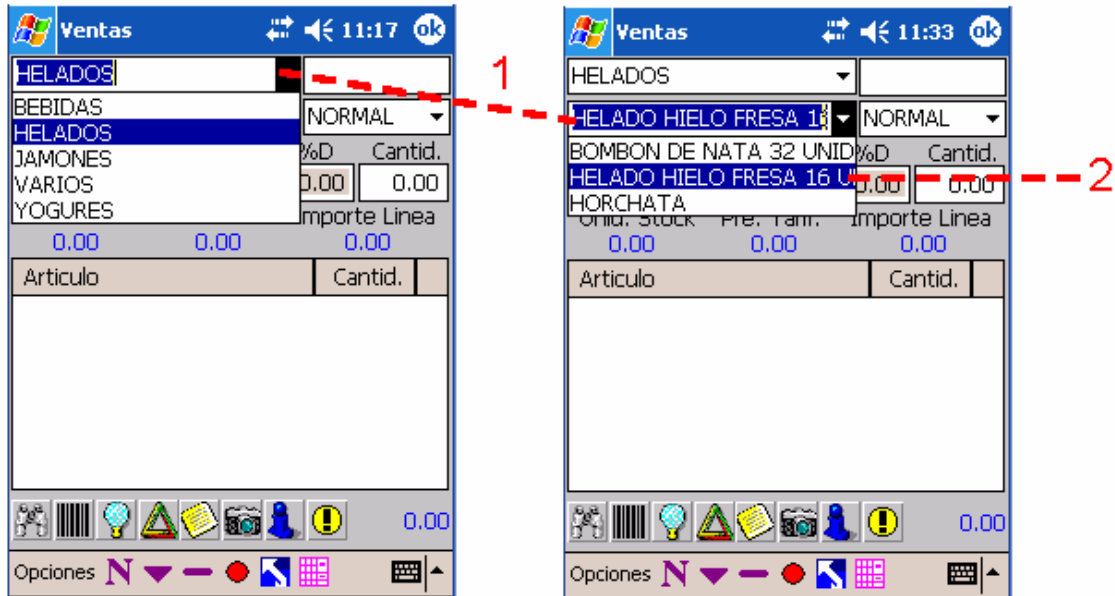 Ventas 11:17 ok
HELADOS
BEBIDAS
HELADOS
JAMONES
VARIOS
YOGURES
NORMAL
%D Cantid.
0.00 0.00
Importe Linea
0.00 0.00 0.00
Articulo Cantid.
0.00
Opciones N
1
Ventas 11:33 ok
HELADOS
HELADO HIELO FRESA 16 NORMAL
BOMBON DE NATA 32 UNID
HELADO HIELO FRESA 16 U
HORCHATA
%D Cantid.
0.00 0.00
Unid. Stock Pre. Tarif. Importe Linea
0.00 0.00 0.00
Articulo Cantid.
0.00
Opciones N
2